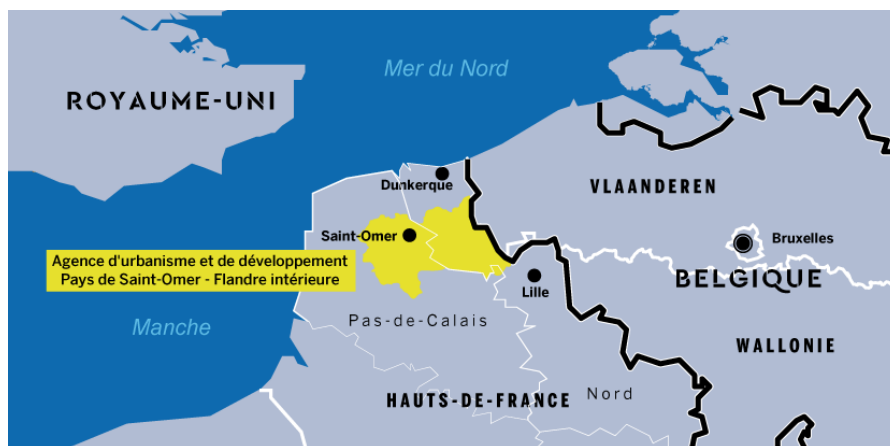 Mer du Nord
ROYAUME-UNI
Dunkerque
VLAANDEREN
Saint-Omer
Bruxelles
Agence d'urbanisme et de développement
Pays de Saint-Omer - Flandre intérieure
BELGIQUE
Lille
Manche
Pas-de-Calais
WALLONIE
HAUTS-DE-FRANCE
Nord